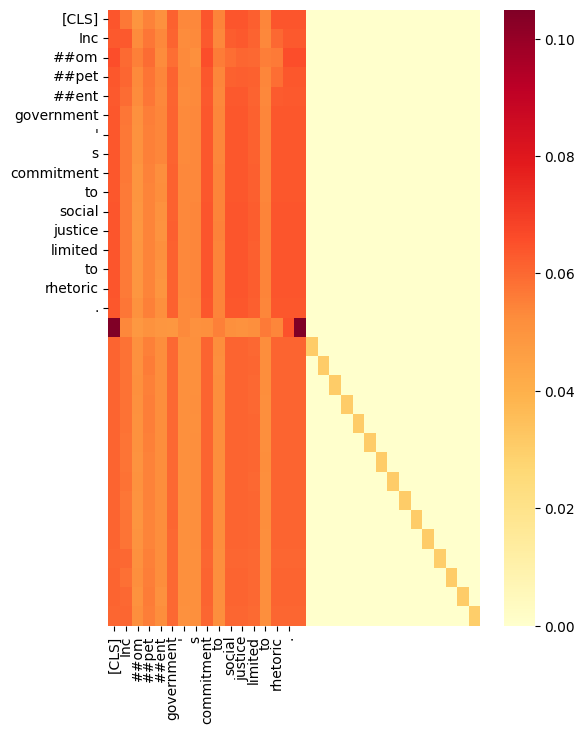 [CLS]
Inc
##om
##pet
##ent
government
'
s
commitment
to
social
justice
limited
to
rhetoric
.
0.10
0.08
0.06
0.04
0.02
0.00
[CLS]
Inc
##om
##pet
##ent
government
'
s
commitment
to
social
justice
limited
to
rhetoric
.